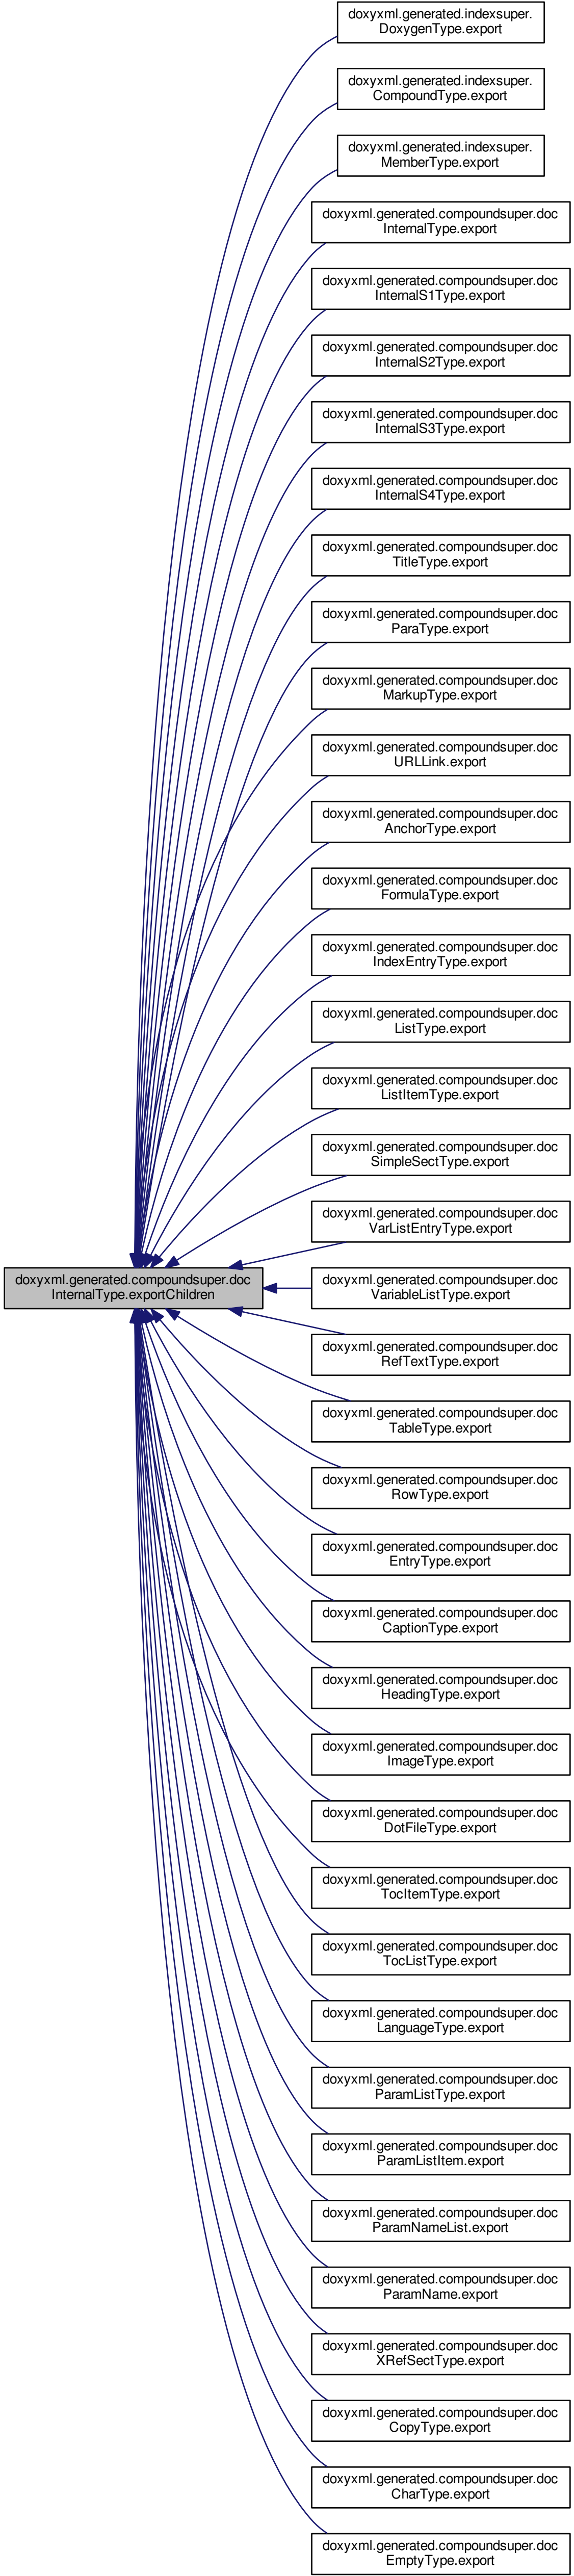 doxyxml.generated.indexsuper.
DoxygenType.export
doxyxml.generated.indexsuper.
CompoundType.export
doxyxml.generated.indexsuper.
MemberType.export
doxyxml.generated.compoundsuper.doc
InternalType.export
doxyxml.generated.compoundsuper.doc
InternalS1Type.export
doxyxml.generated.compoundsuper.doc
InternalS2Type.export
doxyxml.generated.compoundsuper.doc
InternalS3Type.export
doxyxml.generated.compoundsuper.doc
InternalS4Type.export
doxyxml.generated.compoundsuper.doc
TitleType.export
doxyxml.generated.compoundsuper.doc
ParaType.export
doxyxml.generated.compoundsuper.doc
MarkupType.export
doxyxml.generated.compoundsuper.doc
URLLink.export
doxyxml.generated.compoundsuper.doc
AnchorType.export
doxyxml.generated.compoundsuper.doc
FormulaType.export
doxyxml.generated.compoundsuper.doc
IndexEntryType.export
doxyxml.generated.compoundsuper.doc
ListType.export
doxyxml.generated.compoundsuper.doc
ListItemType.export
doxyxml.generated.compoundsuper.doc
SimpleSectType.export
doxyxml.generated.compoundsuper.doc
VarListEntryType.export
doxyxml.generated.compoundsuper.doc
InternalType.exportChildren
doxyxml.generated.compoundsuper.doc
VariableListType.export
doxyxml.generated.compoundsuper.doc
RefTextType.export
doxyxml.generated.compoundsuper.doc
TableType.export
doxyxml.generated.compoundsuper.doc
RowType.export
doxyxml.generated.compoundsuper.doc
EntryType.export
doxyxml.generated.compoundsuper.doc
CaptionType.export
doxyxml.generated.compoundsuper.doc
HeadingType.export
doxyxml.generated.compoundsuper.doc
ImageType.export
doxyxml.generated.compoundsuper.doc
DotFileType.export
doxyxml.generated.compoundsuper.doc
TocItemType.export
doxyxml.generated.compoundsuper.doc
TocListType.export
doxyxml.generated.compoundsuper.doc
LanguageType.export
doxyxml.generated.compoundsuper.doc
ParamListType.export
doxyxml.generated.compoundsuper.doc
ParamListItem.export
doxyxml.generated.compoundsuper.doc
ParamNameList.export
doxyxml.generated.compoundsuper.doc
ParamName.export
doxyxml.generated.compoundsuper.doc
XRefSectType.export
doxyxml.generated.compoundsuper.doc
CopyType.export
doxyxml.generated.compoundsuper.doc
CharType.export
doxyxml.generated.compoundsuper.doc
EmptyType.export